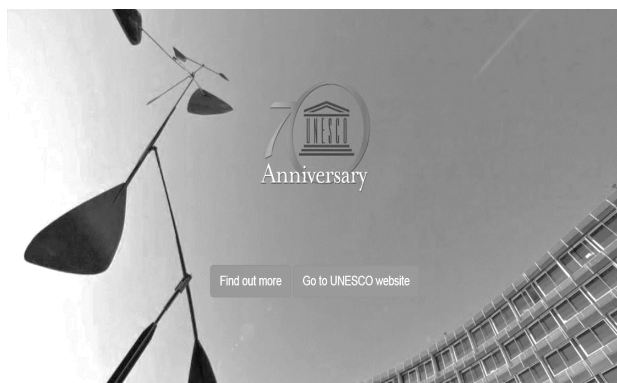 70
UNESCO
Anniversary
Find out more
Go to UNESCO website